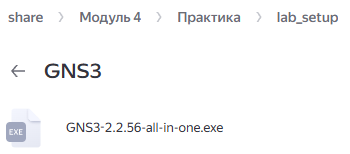 share > Модуль 4 > Практика > lab_setup
← GNS3
EXE GNS3-2.2.56-all-in-one.exe